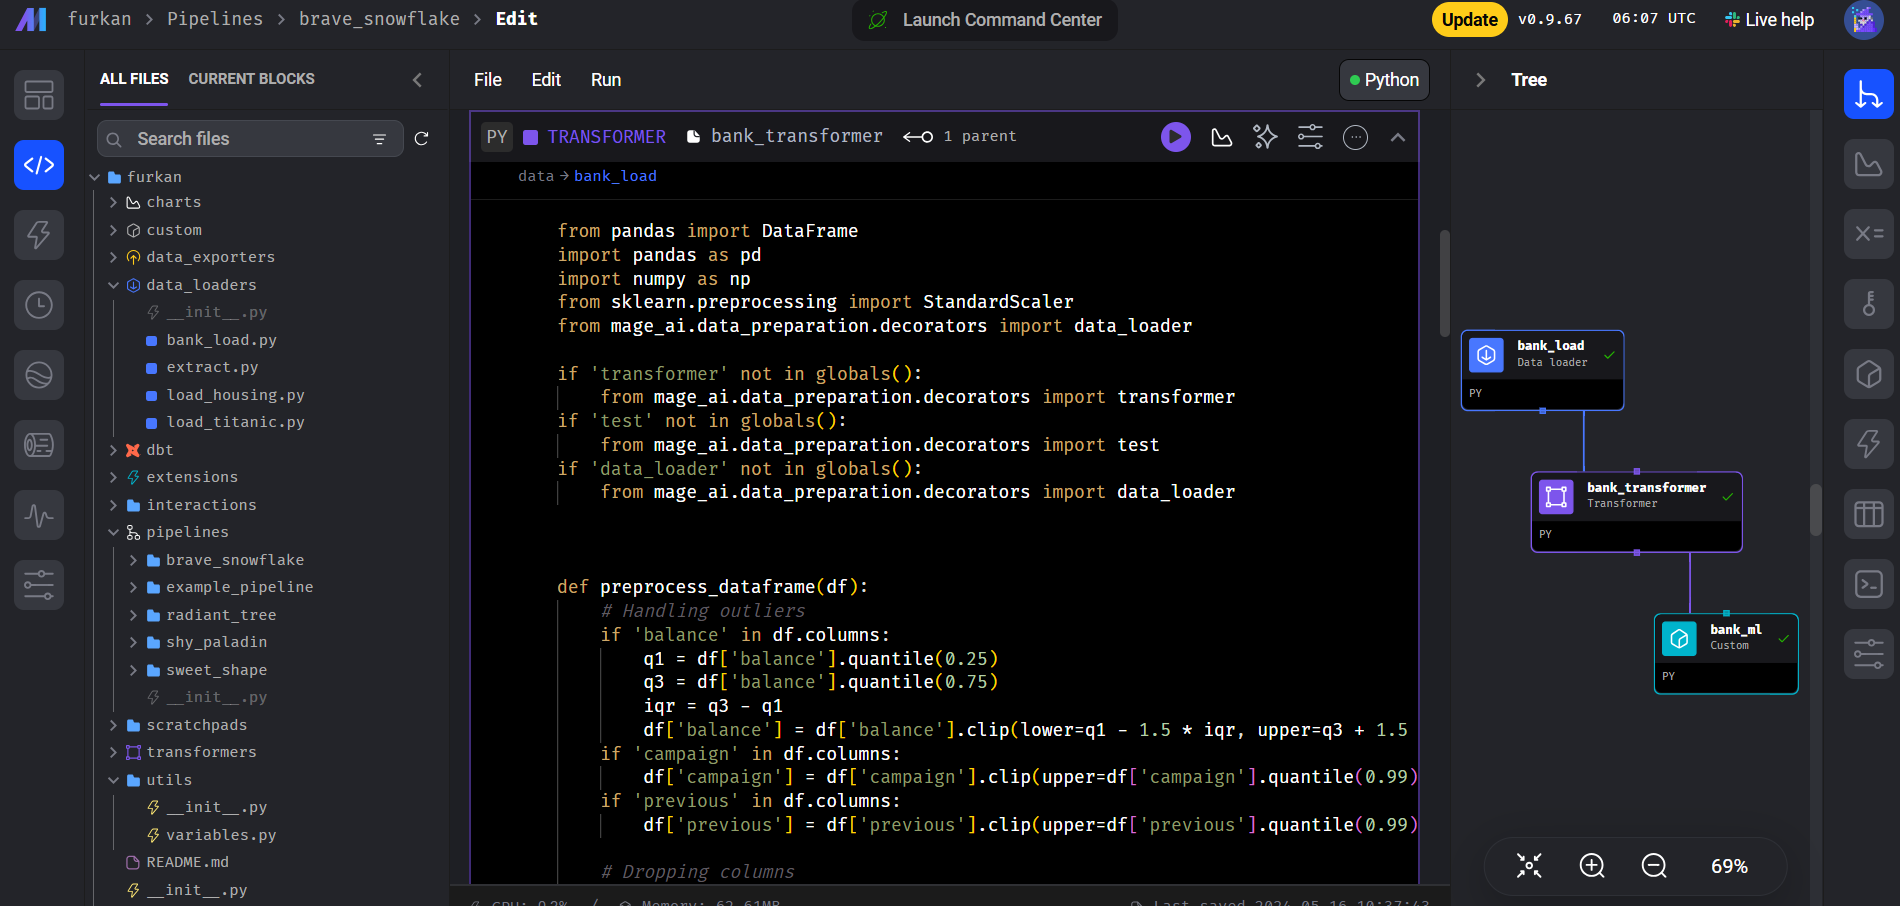 furkan > Pipelines > brave_snowflake > Edit
Launch Command Center
Update v0.9.67 06:07 UTC Live help
ALL FILES CURRENT BLOCKS
Search files
furkan
charts
custom
data_exporters
data_loaders
__init__.py
bank_load.py
extract.py
load_housing.py
load_titanic.py
dbt
extensions
interactions
pipelines
brave_snowflake
example_pipeline
radiant_tree
shy_paladin
sweet_shape
__init__.py
scratchpads
transformers
utils
__init__.py
variables.py
README.md
__init__.py
File Edit Run
Python
PY TRANSFORMER bank_transformer 1 parent
data → bank_load
from pandas import DataFrame
import pandas as pd
import numpy as np
from sklearn.preprocessing import StandardScaler
from mage_ai.data_preparation.decorators import data_loader
if 'transformer' not in globals():
from mage_ai.data_preparation.decorators import transformer
if 'test' not in globals():
from mage_ai.data_preparation.decorators import test
if 'data_loader' not in globals():
from mage_ai.data_preparation.decorators import data_loader
def preprocess_dataframe(df):
# Handling outliers
if 'balance' in df.columns:
q1 = df['balance'].quantile(0.25)
q3 = df['balance'].quantile(0.75)
iqr = q3 - q1
df['balance'] = df['balance'].clip(lower=q1 - 1.5 * iqr, upper=q3 + 1.5
if 'campaign' in df.columns:
df['campaign'] = df['campaign'].clip(upper=df['campaign'].quantile(0.99)
if 'previous' in df.columns:
df['previous'] = df['previous'].clip(upper=df['previous'].quantile(0.99)
# Dropping columns
Tree
bank_load
Data loader
PY
bank_transformer
Transformer
PY
bank_ml
Custom
PY
69%